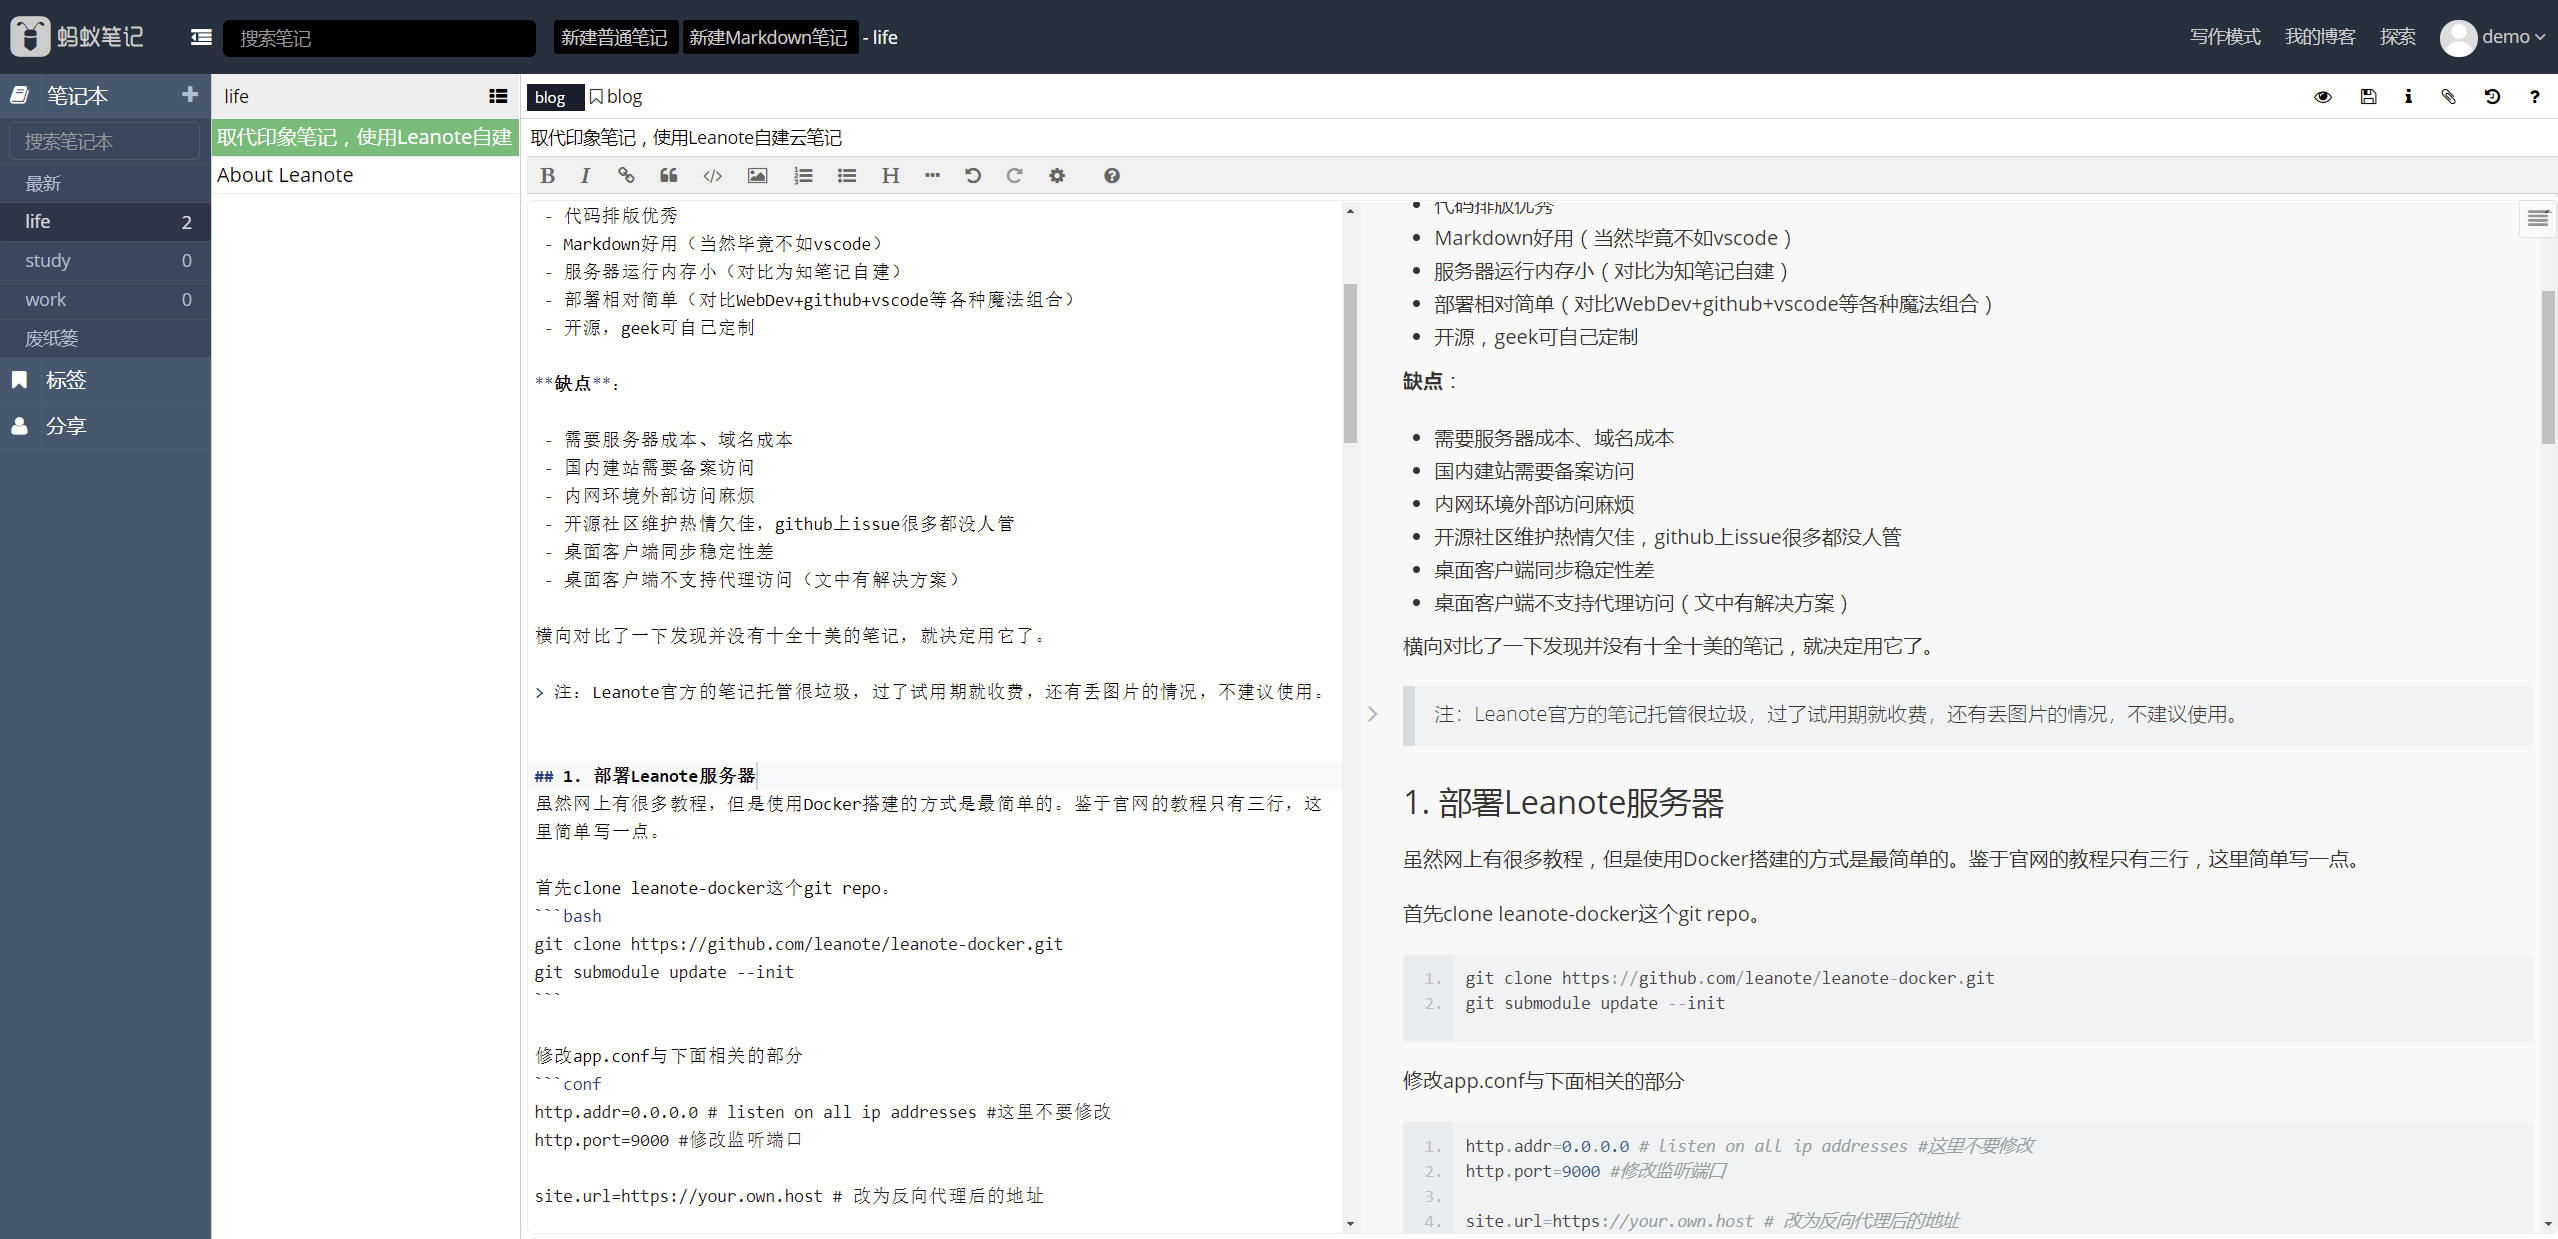 蚂蚁笔记
搜索笔记
新建普通笔记 新建Markdown笔记 - life
写作模式 我的博客 探索 demo
笔记本
搜索笔记本
最新
life 2
study 0
work 0
废纸篓
标签
分享
life
取代印象笔记，使用Leanote自建
About Leanote
blog blog
取代印象笔记，使用Leanote自建云笔记
- 代码排版优秀
- Markdown好用（当然毕竟不如vscode）
- 服务器运行内存小（对比为知笔记自建）
- 部署相对简单（对比WebDev+github+vscode等各种魔法组合）
- 开源，geek可自己定制
**缺点**：
- 需要服务器成本、域名成本
- 国内建站需要备案访问
- 内网环境外部访问麻烦
- 开源社区维护热情欠佳，github上issue很多都没人管
- 桌面客户端同步稳定性差
- 桌面客户端不支持代理访问（文中有解决方案）
横向对比了一下发现并没有十全十美的笔记，就决定用它了。
> 注：Leanote官方的笔记托管很垃圾，过了试用期就收费，还有丢图片的情况，不建议使用。
## 1. 部署Leanote服务器
虽然网上有很多教程，但是使用Docker搭建的方式是最简单的。鉴于官网的教程只有三行，这
里简单写一点。
首先clone leanote-docker这个git repo。
```bash
git clone https://github.com/leanote/leanote-docker.git
git submodule update --init
```
修改app.conf与下面相关的部分
```conf
http.addr=0.0.0.0 # listen on all ip addresses #这里不要修改
http.port=9000 #修改监听端口
site.url=https://your.own.host # 改为反向代理后的地址
代码排版优秀
Markdown好用（当然毕竟不如vscode）
服务器运行内存小（对比为知笔记自建）
部署相对简单（对比WebDev+github+vscode等各种魔法组合）
开源，geek可自己定制
缺点：
需要服务器成本、域名成本
国内建站需要备案访问
内网环境外部访问麻烦
开源社区维护热情欠佳，github上issue很多都没人管
桌面客户端同步稳定性差
桌面客户端不支持代理访问（文中有解决方案）
横向对比了一下发现并没有十全十美的笔记，就决定用它了。
注：Leanote官方的笔记托管很垃圾，过了试用期就收费，还有丢图片的情况，不建议使用。
1. 部署Leanote服务器
虽然网上有很多教程，但是使用Docker搭建的方式是最简单的。鉴于官网的教程只有三行，这里简单写一点。
首先clone leanote-docker这个git repo。
1. git clone https://github.com/leanote/leanote-docker.git
2. git submodule update --init
修改app.conf与下面相关的部分
1. http.addr=0.0.0.0 # listen on all ip addresses #这里不要修改
2. http.port=9000 #修改监听端口
3.
4. site.url=https://your.own.host # 改为反向代理后的地址